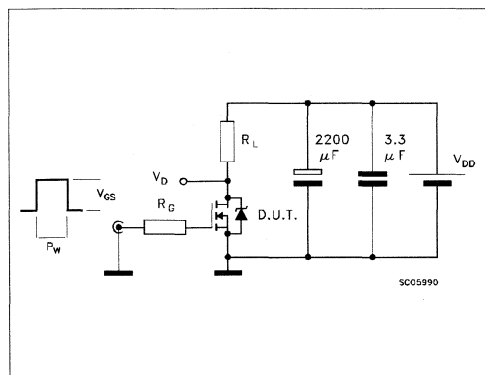 R_L
2200 µF
3.3 µF
V_DD
V_D
V_GS
R_G
D.U.T.
P_W
SC05990